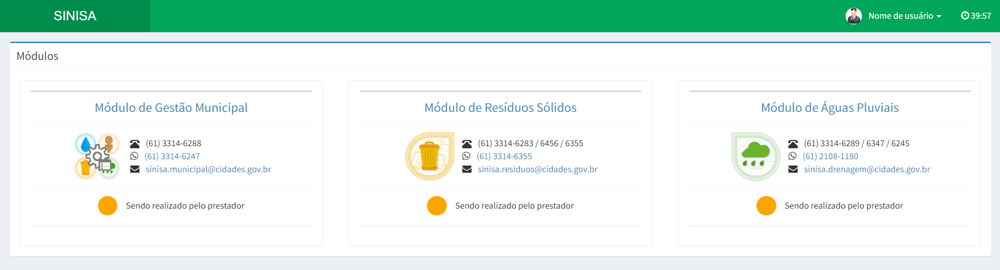 SINISA
Nome de usuário
39:57
Módulos
Módulo de Gestão Municipal
(61) 3314-6288
(61) 3314-6247
sinisa.municipal@cidades.gov.br
Sendo realizado pelo prestador
Módulo de Resíduos Sólidos
(61) 3314-6283 / 6456 / 6355
(61) 3314-6355
sinisa.residuos@cidades.gov.br
Sendo realizado pelo prestador
Módulo de Águas Pluviais
(61) 3314-6289 / 6347 / 6245
(61) 2108-1180
sinisa.drenagem@cidades.gov.br
Sendo realizado pelo prestador